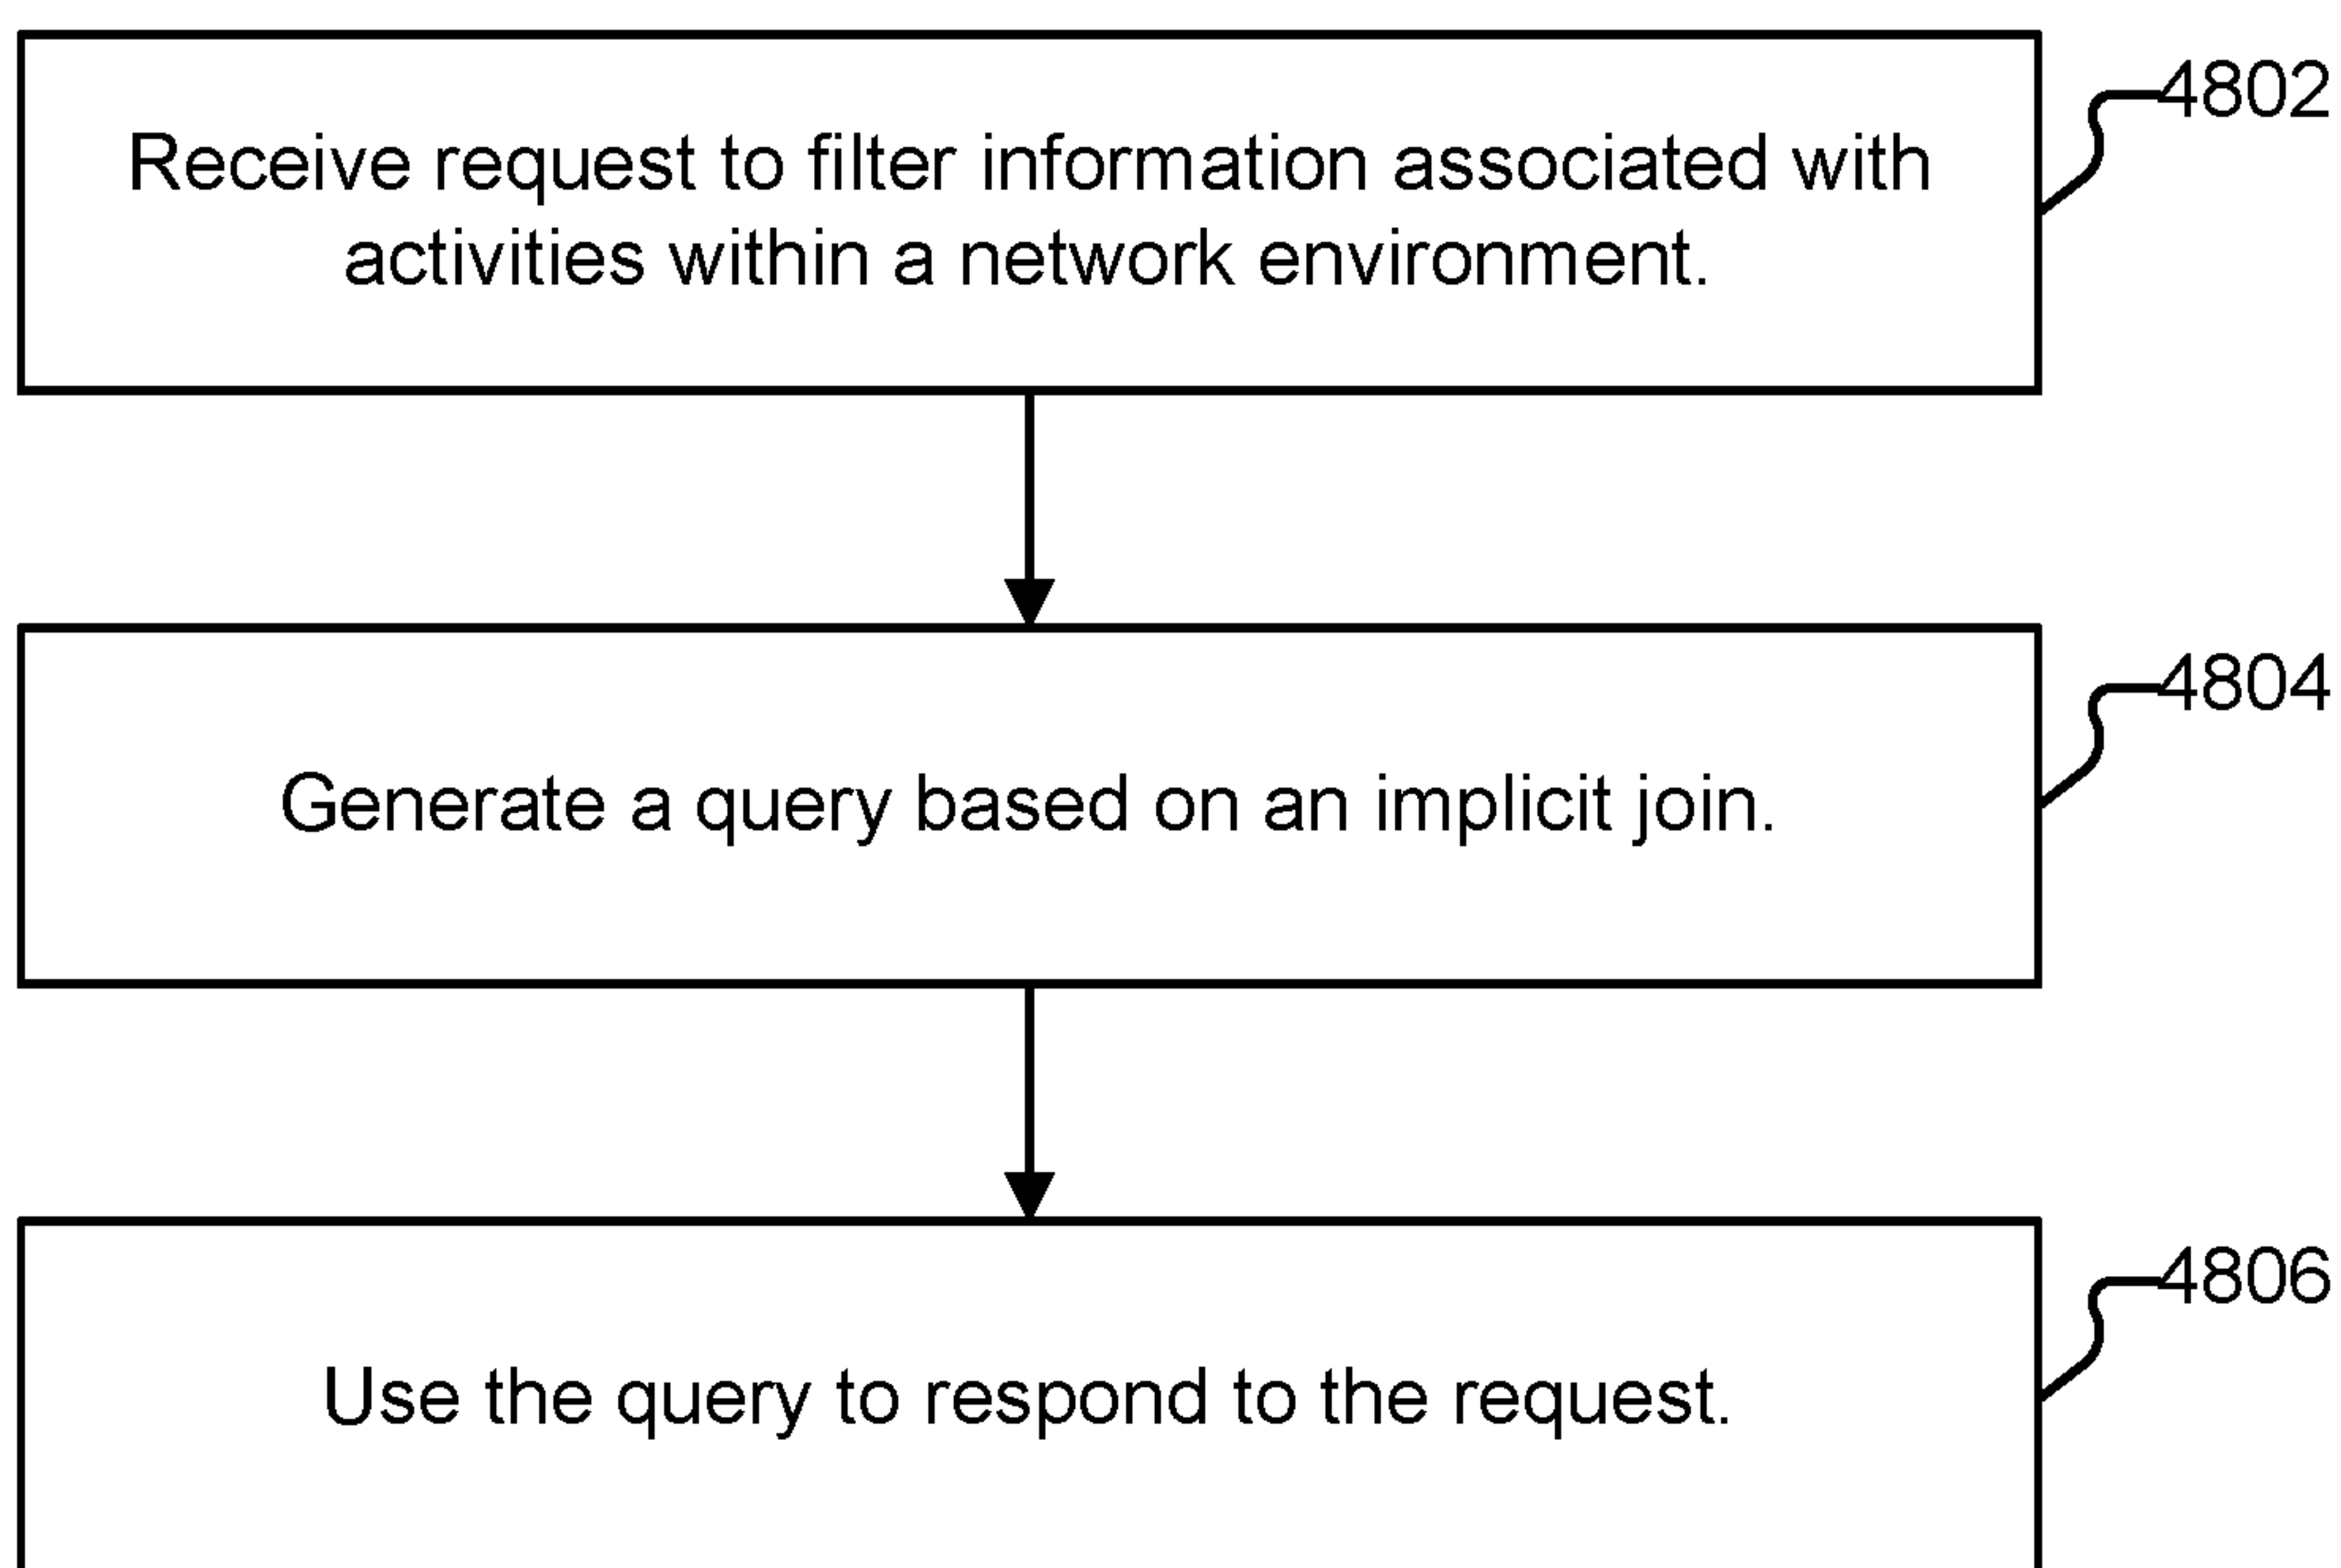 4802
Receive request to filter information associated with
activities within a network environment.
4804
Generate a query based on an implicit join.
4806
Use the query to respond to the request.